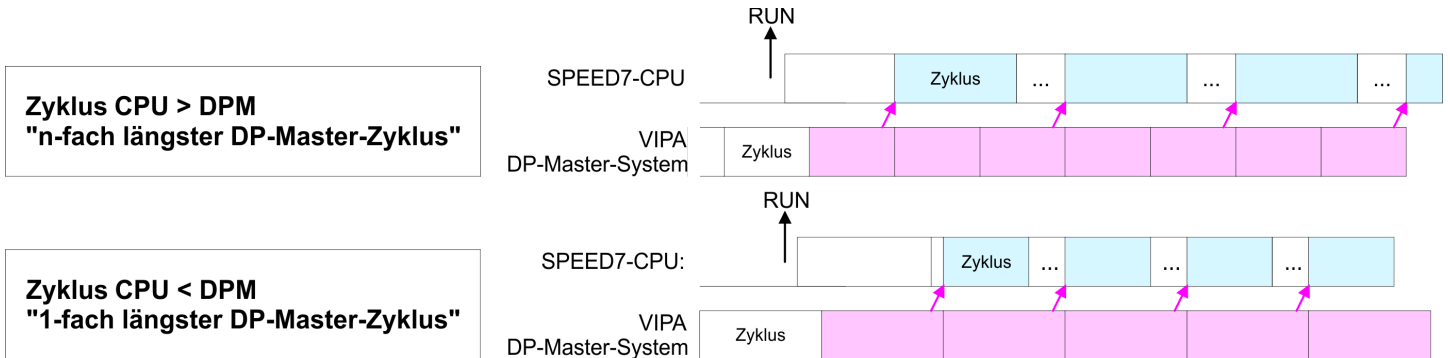 RUN
SPEED7-CPU
Zyklus
...
...
...
Zyklus CPU > DPM
"n-fach längster DP-Master-Zyklus"
VIPA
DP-Master-System
Zyklus
RUN
SPEED7-CPU:
Zyklus
...
...
...
Zyklus CPU < DPM
"1-fach längster DP-Master-Zyklus"
VIPA
DP-Master-System
Zyklus